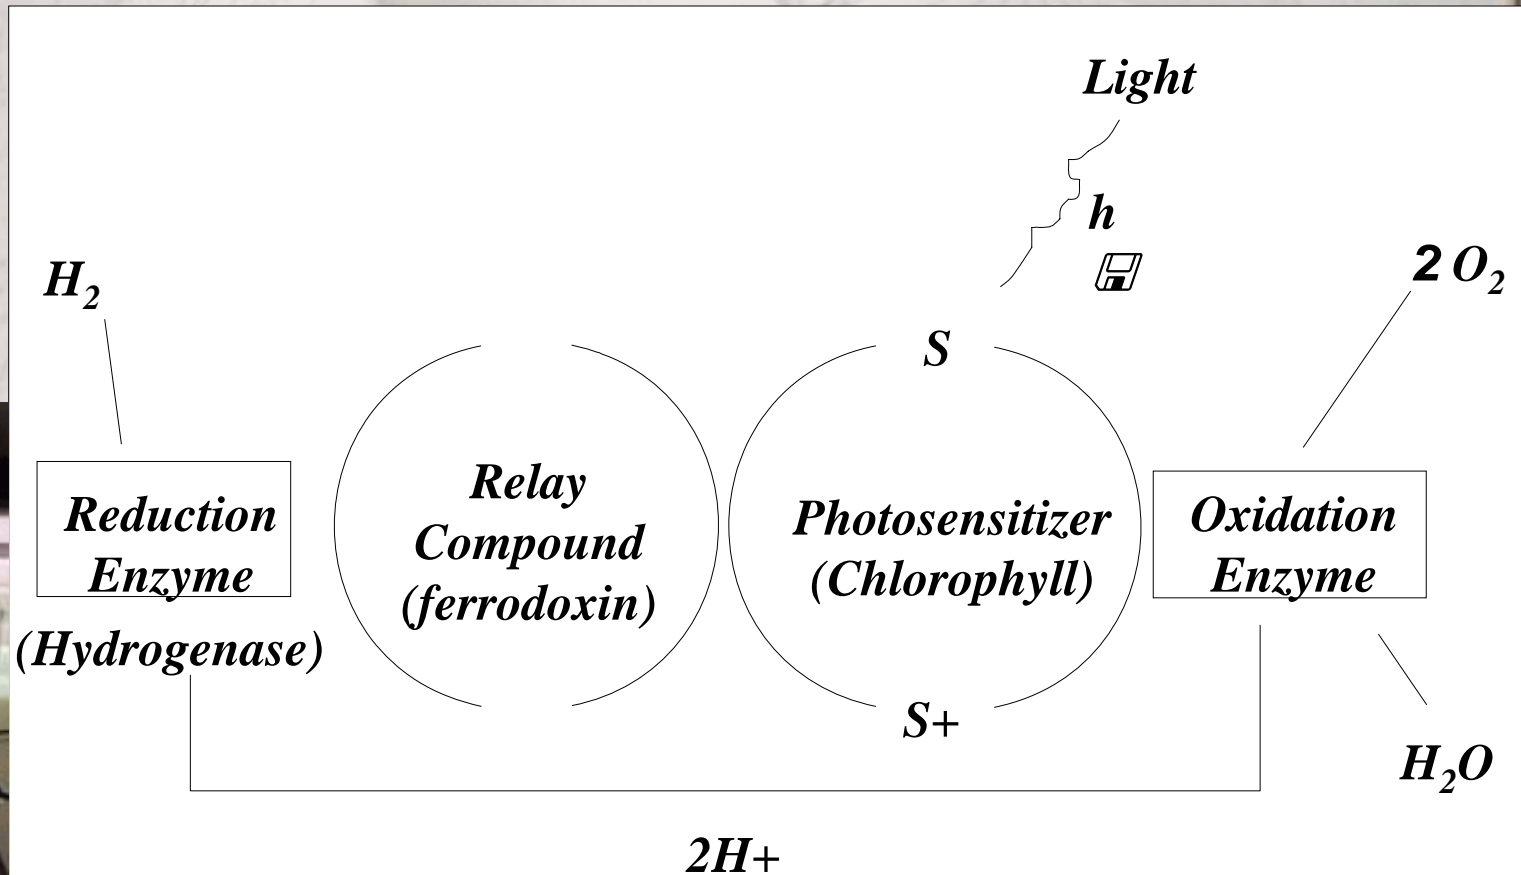 Light
h
H2
2 O2
S
Relay
Compound
(ferrodoxin)
Photosensitizer
(Chlorophyll)
Reduction
Enzyme
(Hydrogenase)
Oxidation
Enzyme
S+
H2O
2H+